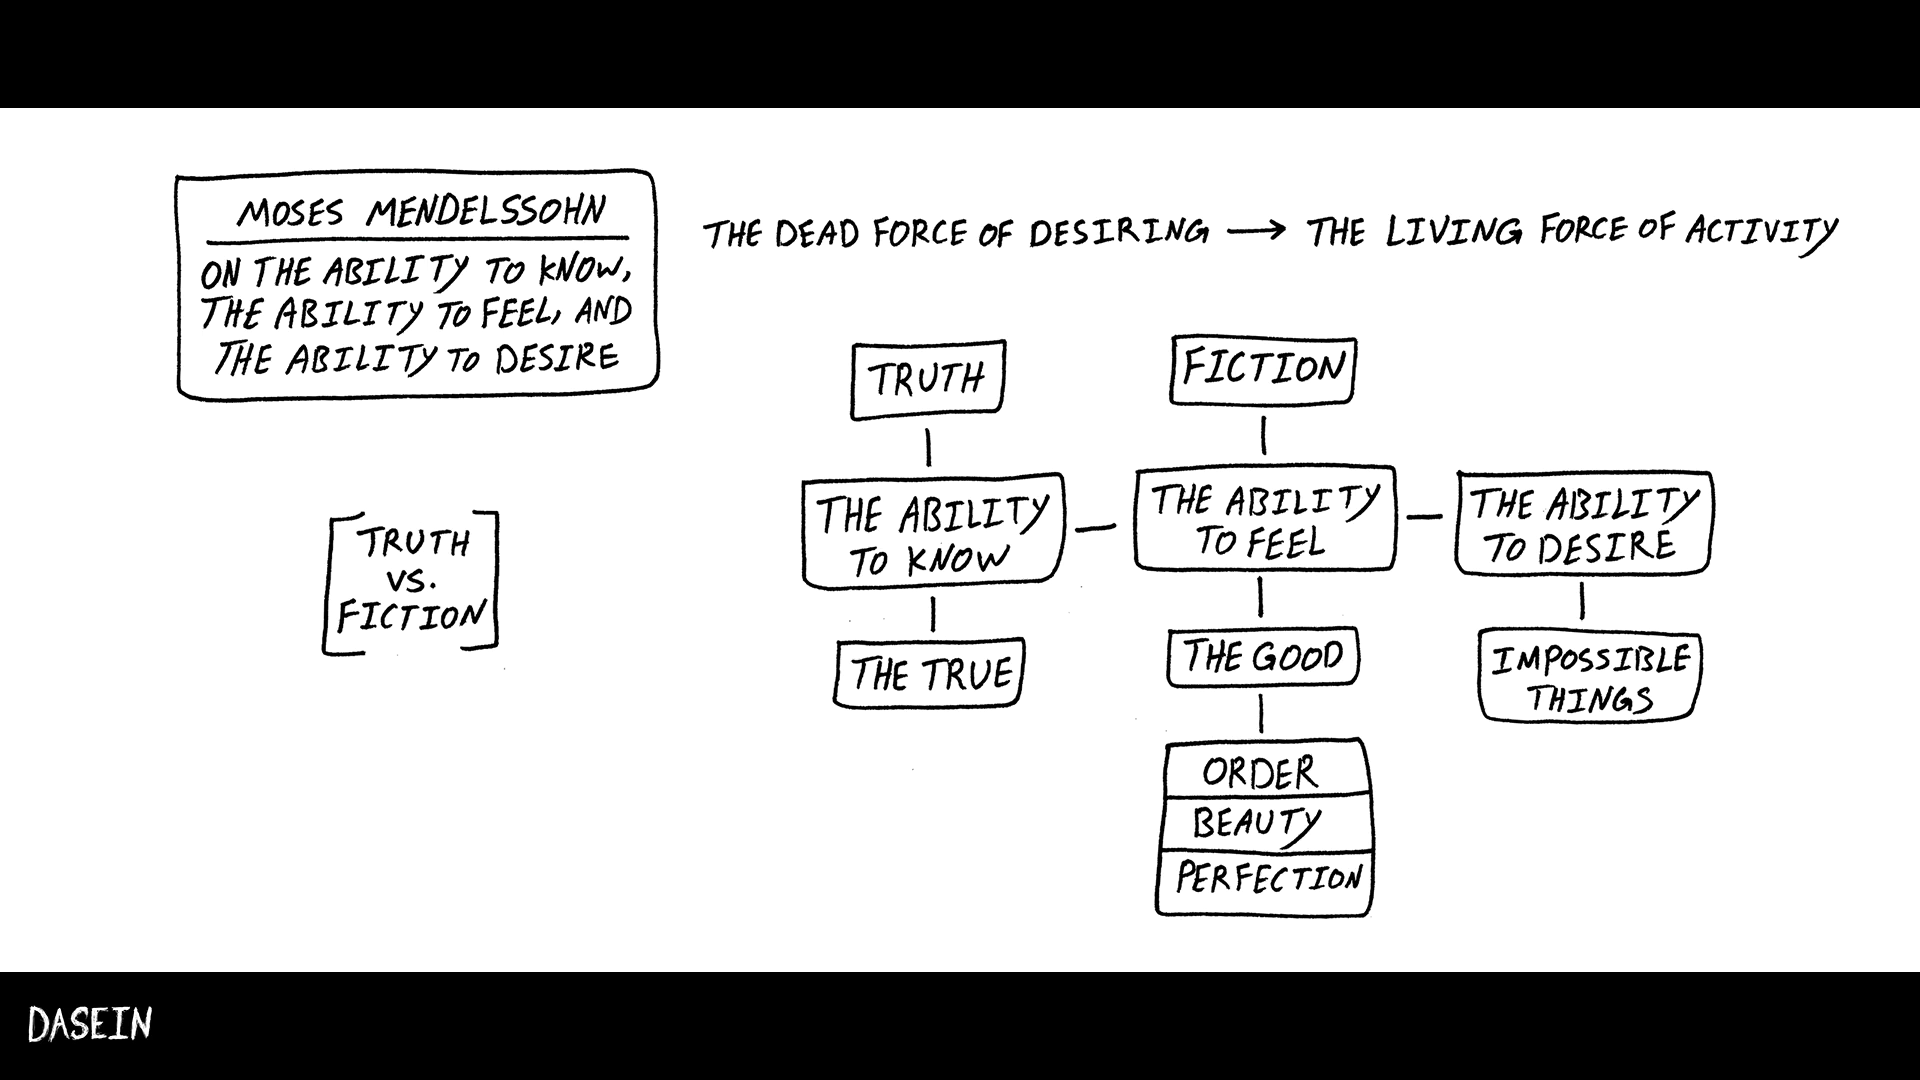 MOSES MENDELSSOHN
ON THE ABILITY TO KNOW,
THE ABILITY TO FEEL, AND
THE ABILITY TO DESIRE
THE DEAD FORCE OF DESIRING → THE LIVING FORCE OF ACTIVITY
TRUTH
VS.
FICTION
TRUTH
FICTION
THE ABILITY
TO KNOW
THE ABILITY
TO FEEL
THE ABILITY
TO DESIRE
THE TRUE
THE GOOD
IMPOSSIBLE
THINGS
ORDER
BEAUTY
PERFECTION
DASEIN